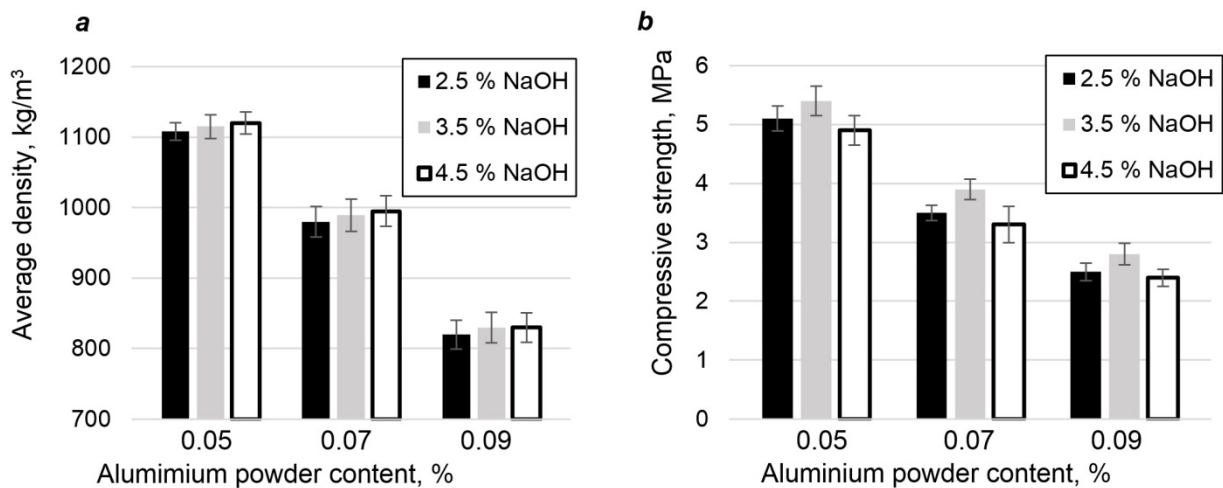 a
Average density, kg/m³
1200
1100
1000
900
800
700
2.5 % NaOH
3.5 % NaOH
4.5 % NaOH
0.05 0.07 0.09
Alumimium powder content, %
b
Compressive strength, MPa
6
5
4
3
2
1
0
2.5 % NaOH
3.5 % NaOH
4.5 % NaOH
0.05 0.07 0.09
Aluminium powder content, %